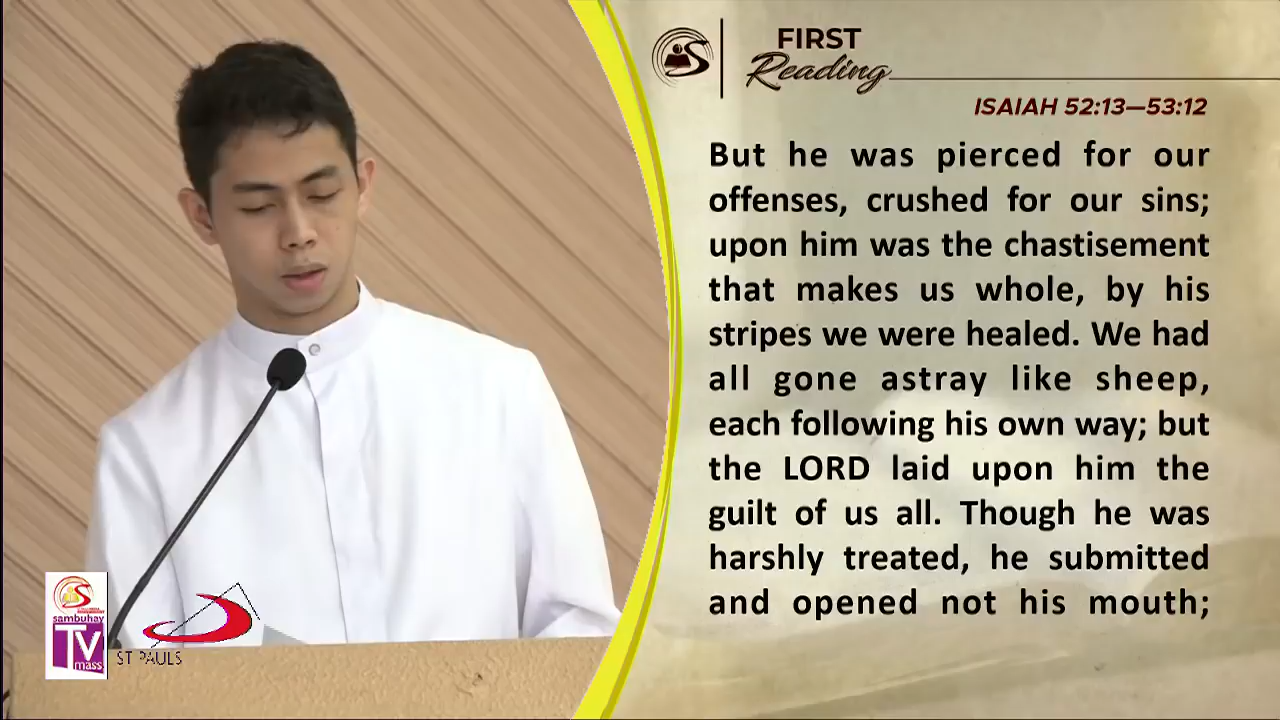 FIRST
Reading
ISAIAH 52:13—53:12
But he was pierced for our
offenses, crushed for our sins;
upon him was the chastisement
that makes us whole, by his
stripes we were healed. We had
all gone astray like sheep,
each following his own way; but
the LORD laid upon him the
guilt of us all. Though he was
harshly treated, he submitted
and opened not his mouth;
sambuhay
TV
mass
ST PAULS